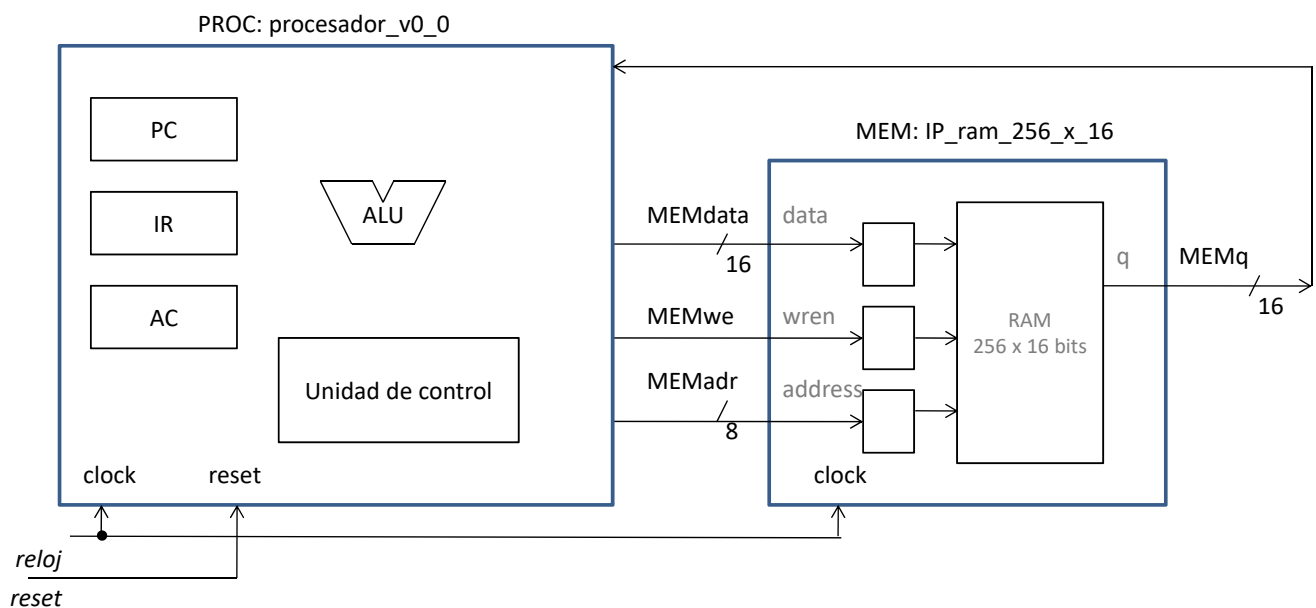 PROC: procesador_v0_0
PC
IR
AC
ALU
Unidad de control
clock
reset
reloj
reset
MEMdata
16
MEMwe
MEMadr
8
MEM: IP_ram_256_x_16
data
wren
address
clock
RAM
256 x 16 bits
q
MEMq
16